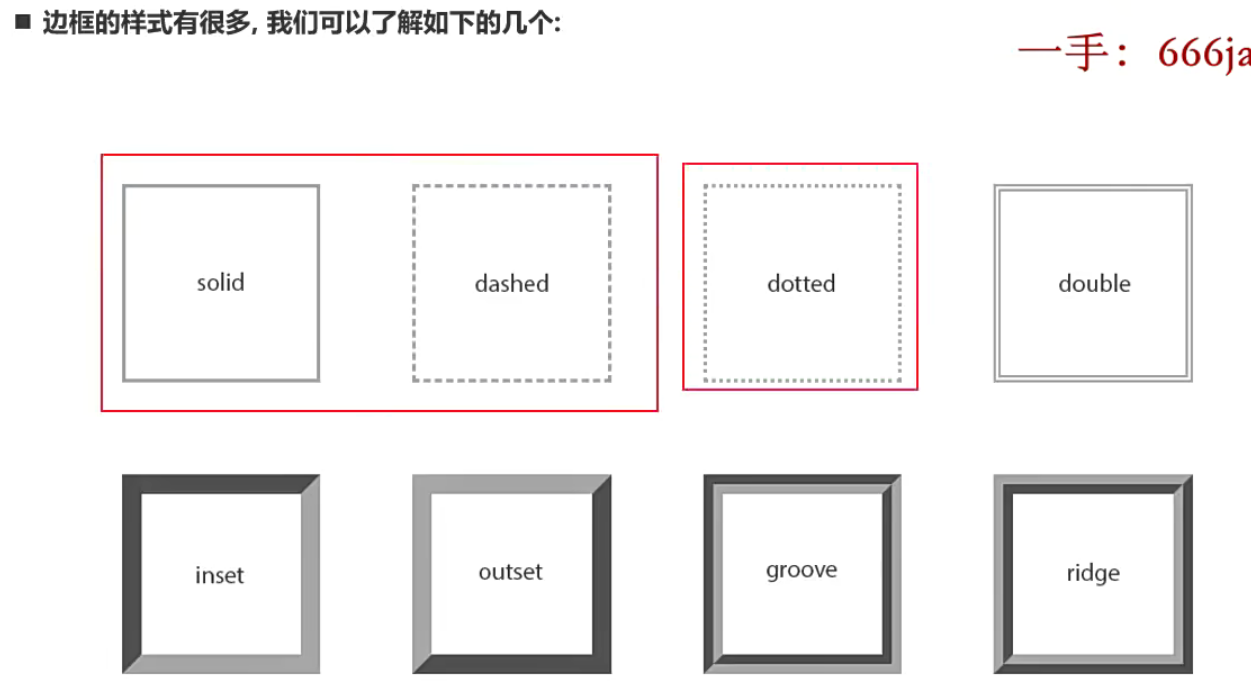 ■ 边框的样式有很多, 我们可以了解如下的几个:
一手：666ja
solid
dashed
dotted
double
inset
outset
groove
ridge